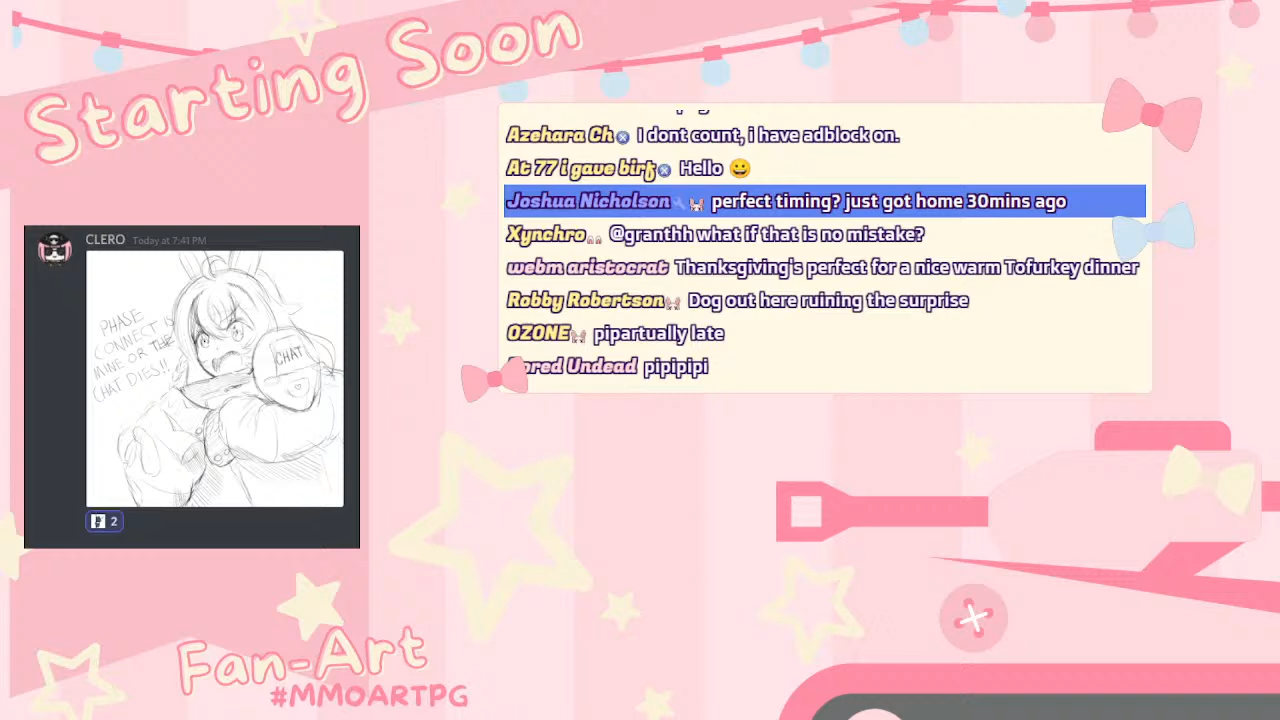 Starting Soon
Azehara Ch I dont count, i have adblock on.
At 77 i gave birf Hello 😀
Joshua Nicholson perfect timing? just got home 30mins ago
Xynchro @granthh what if that is no mistake?
webm aristocrat Thanksgiving's perfect for a nice warm Tofurkey dinner
Robby Robertson Dog out here ruining the surprise
OZONE pipartually late
ored Undead pipipipi
CLERO Today at 7:41 PM
PHASE
CONNECT IS
MINE OR THE
CHAT DIES!!
CHAT
2
Fan-Art
#MMOARTPG